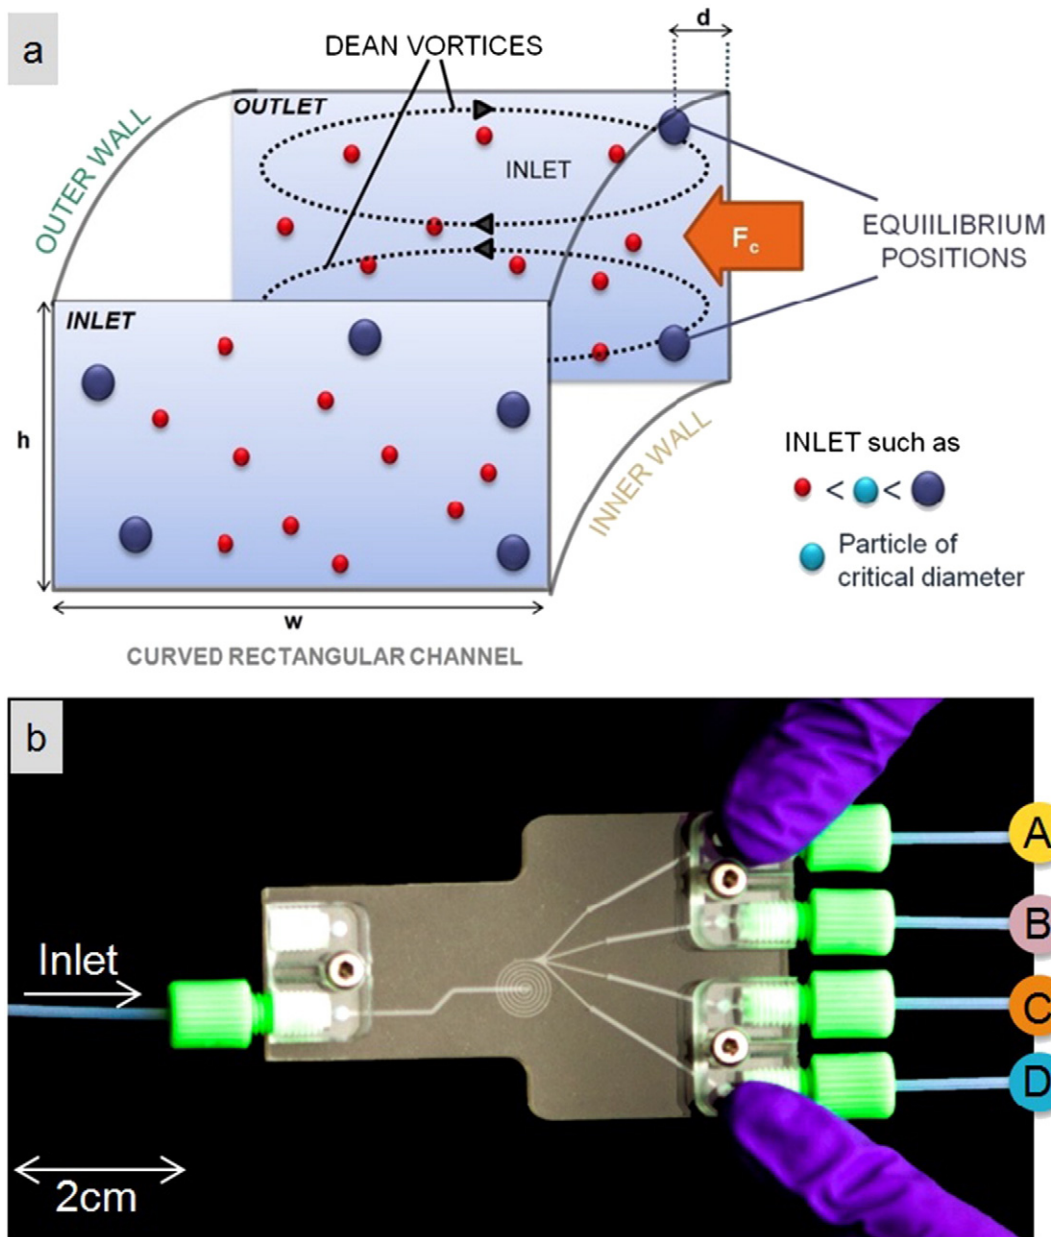 a
d
DEAN VORTICES
OUTLET
OUTER WALL
INLET
F_c
EQUIILIBRIUM
POSITIONS
INLET
h
INNER WALL
INLET such as
< <
Particle of
critical diameter
w
CURVED RECTANGULAR CHANNEL
b
A
B
Inlet
C
D
2cm